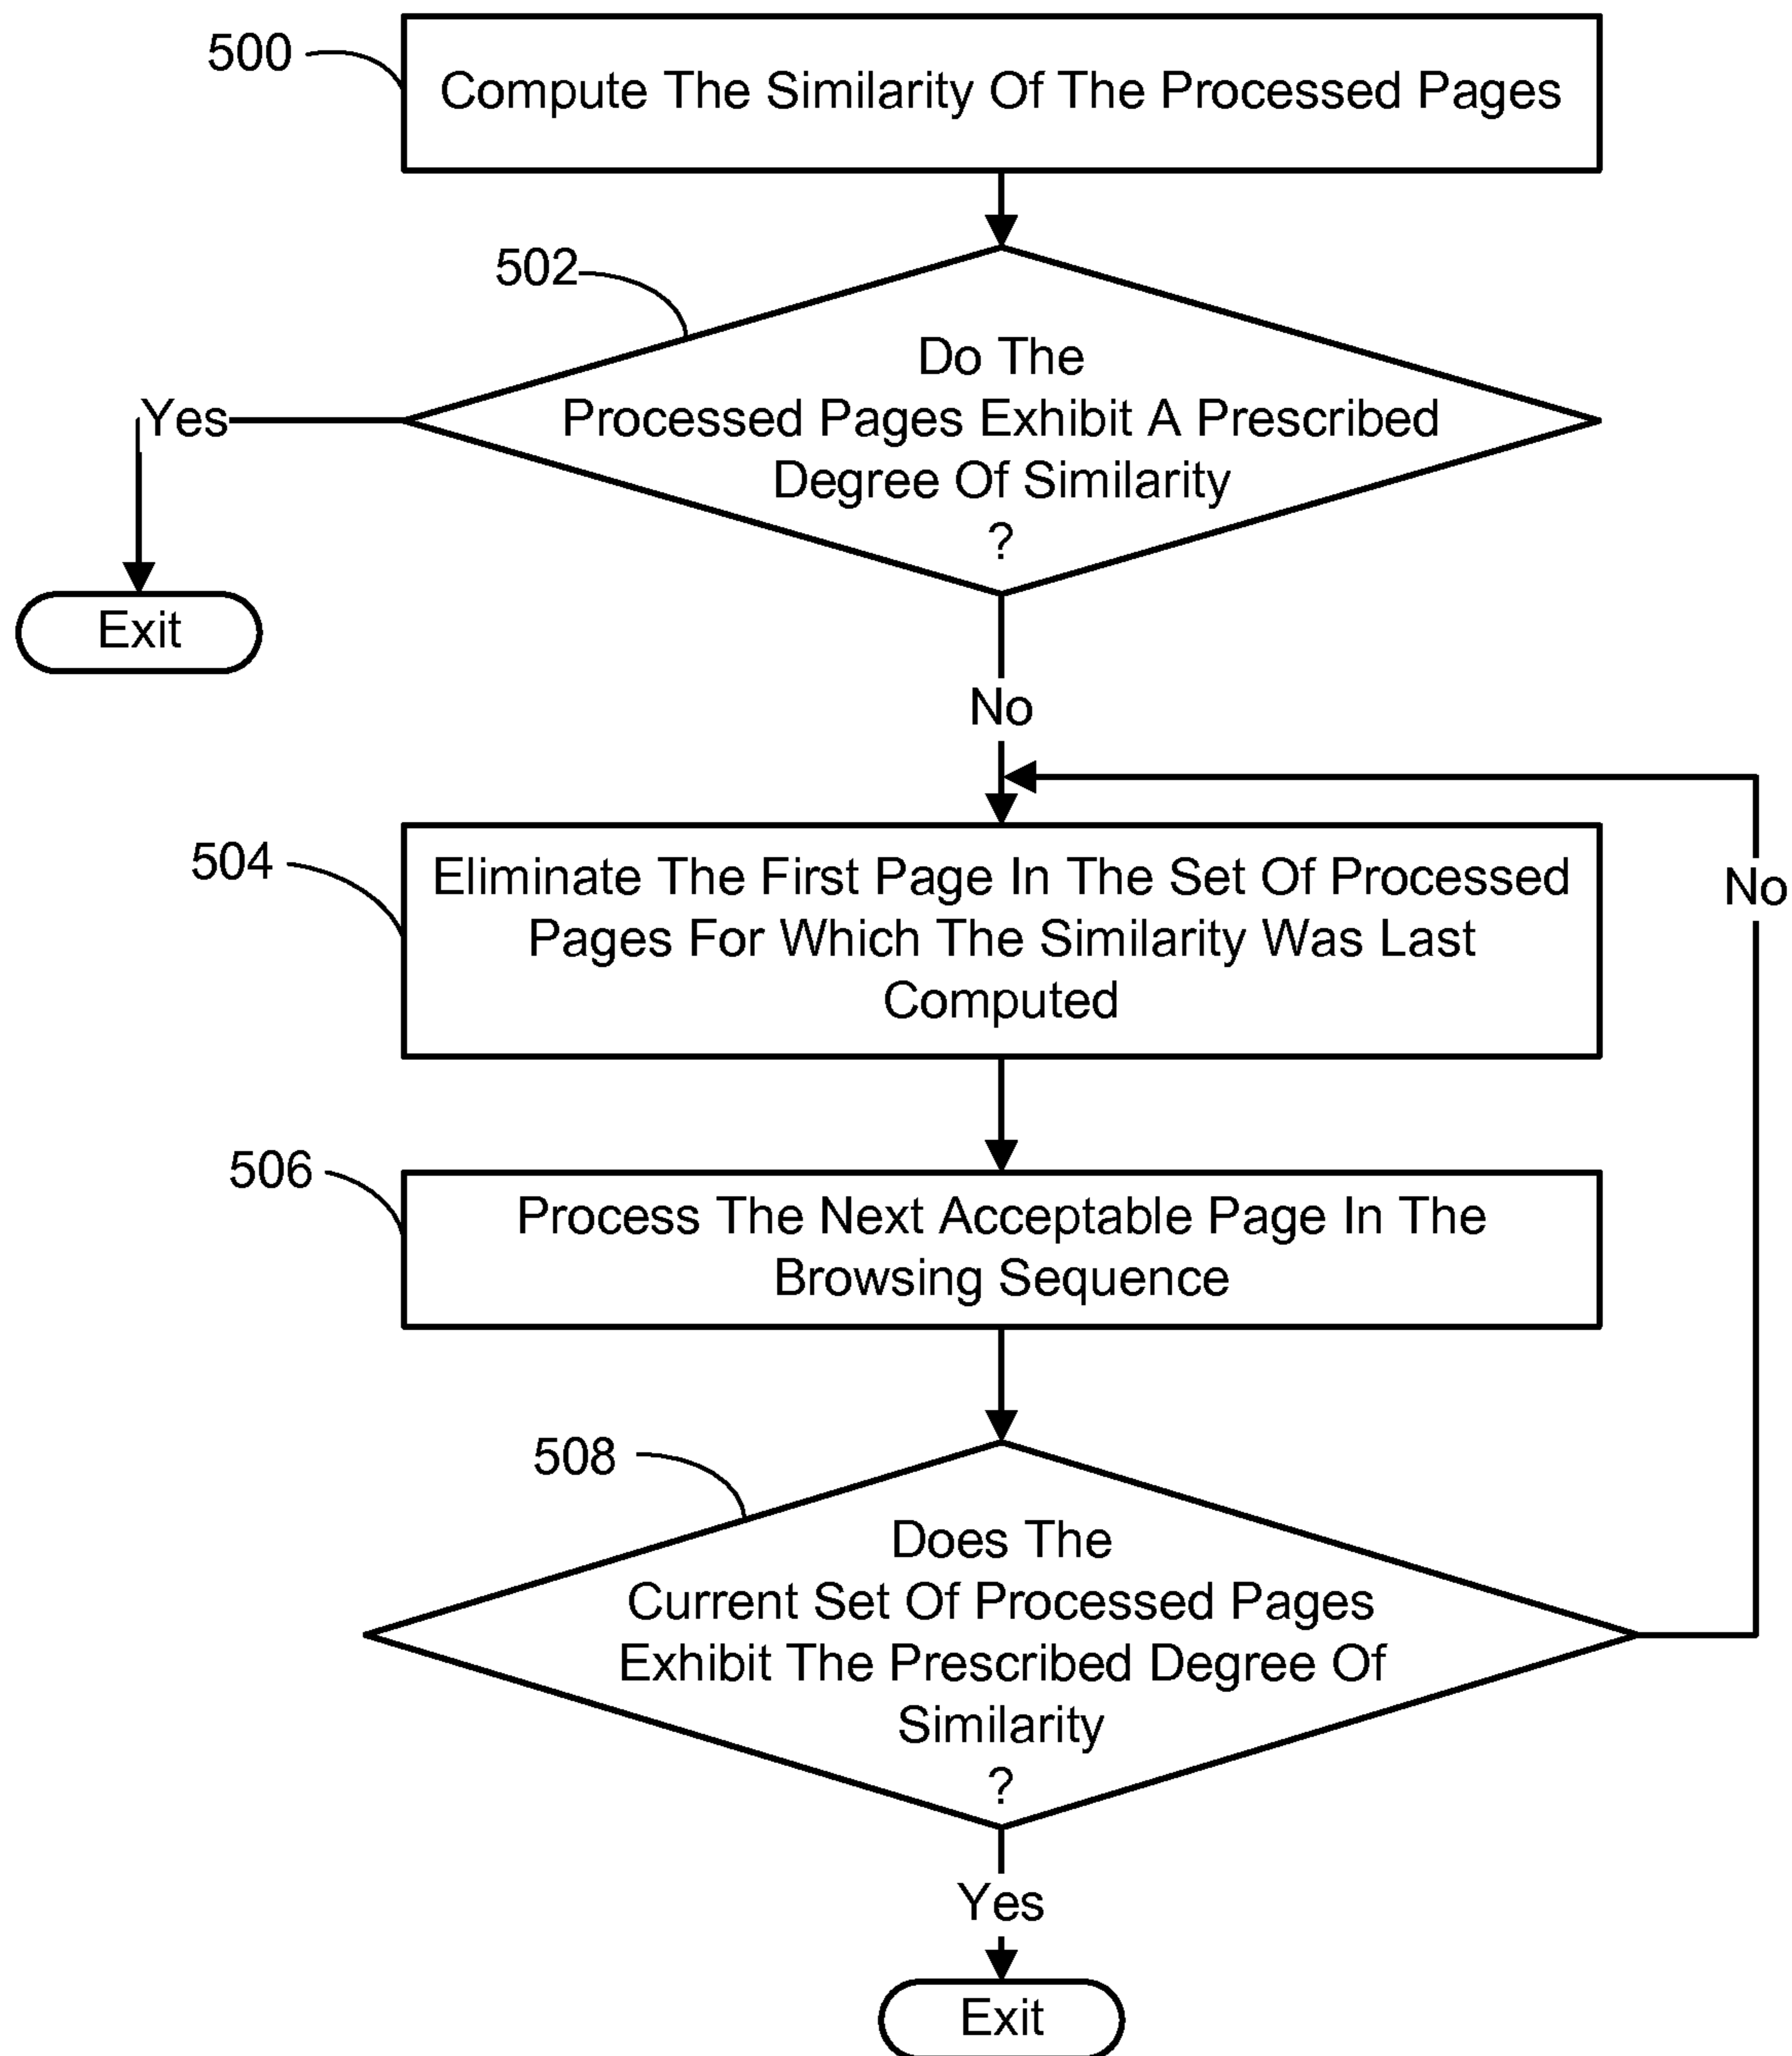 500
Compute The Similarity Of The Processed Pages
502
Do The
Processed Pages Exhibit A Prescribed
Degree Of Similarity
?
Yes
Exit
No
504
Eliminate The First Page In The Set Of Processed
Pages For Which The Similarity Was Last
Computed
No
506
Process The Next Acceptable Page In The
Browsing Sequence
508
Does The
Current Set Of Processed Pages
Exhibit The Prescribed Degree Of
Similarity
?
Yes
Exit